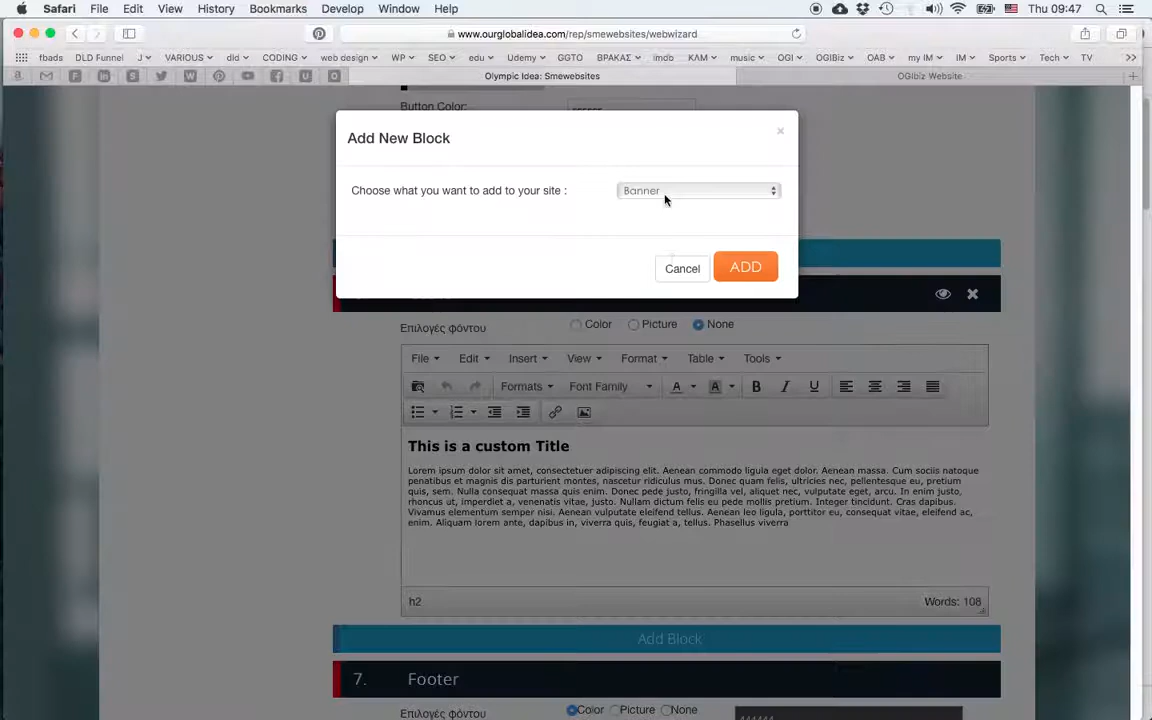 Safari File Edit View History Bookmarks Develop Window Help Thu 09:47
www.ourglobalidea.com/rep/smewebsites/webwizard
fbads DLD Funnel J VARIOUS dld CODING web design WP SEO edu Udemy GGTO ΒΡΑΚΑΣ imdb ΚΛΜ music OGI OGIBiz OAB my IM IM Sports Tech TV
Olympic Idea: Smewebsites OGIbiz Website
Button Color:
Add New Block
×
Choose what you want to add to your site : Banner
Cancel ADD
Επιλογές φόντου Color Picture None
File Edit Insert View Format Table Tools
Formats Font Family A A B I U
This is a custom Title
Lorem ipsum dolor sit amet, consectetuer adipiscing elit. Aenean commodo ligula eget dolor. Aenean massa. Cum sociis natoque
penatibus et magnis dis parturient montes, nascetur ridiculus mus. Donec quam felis, ultricies nec, pellentesque eu, pretium
quis, sem. Nulla consequat massa quis enim. Donec pede justo, fringilla vel, aliquet nec, vulputate eget, arcu. In enim justo,
rhoncus ut, imperdiet a, venenatis vitae, justo. Nullam dictum felis eu pede mollis pretium. Integer tincidunt. Cras dapibus.
Vivamus elementum semper nisi. Aenean vulputate eleifend tellus. Aenean leo ligula, porttitor eu, consequat vitae, eleifend ac,
enim. Aliquam lorem ante, dapibus in, viverra quis, feugiat a, tellus. Phasellus viverra
h2 Words: 108
Add Block
7. Footer
Επιλογές φόντου Color Picture None